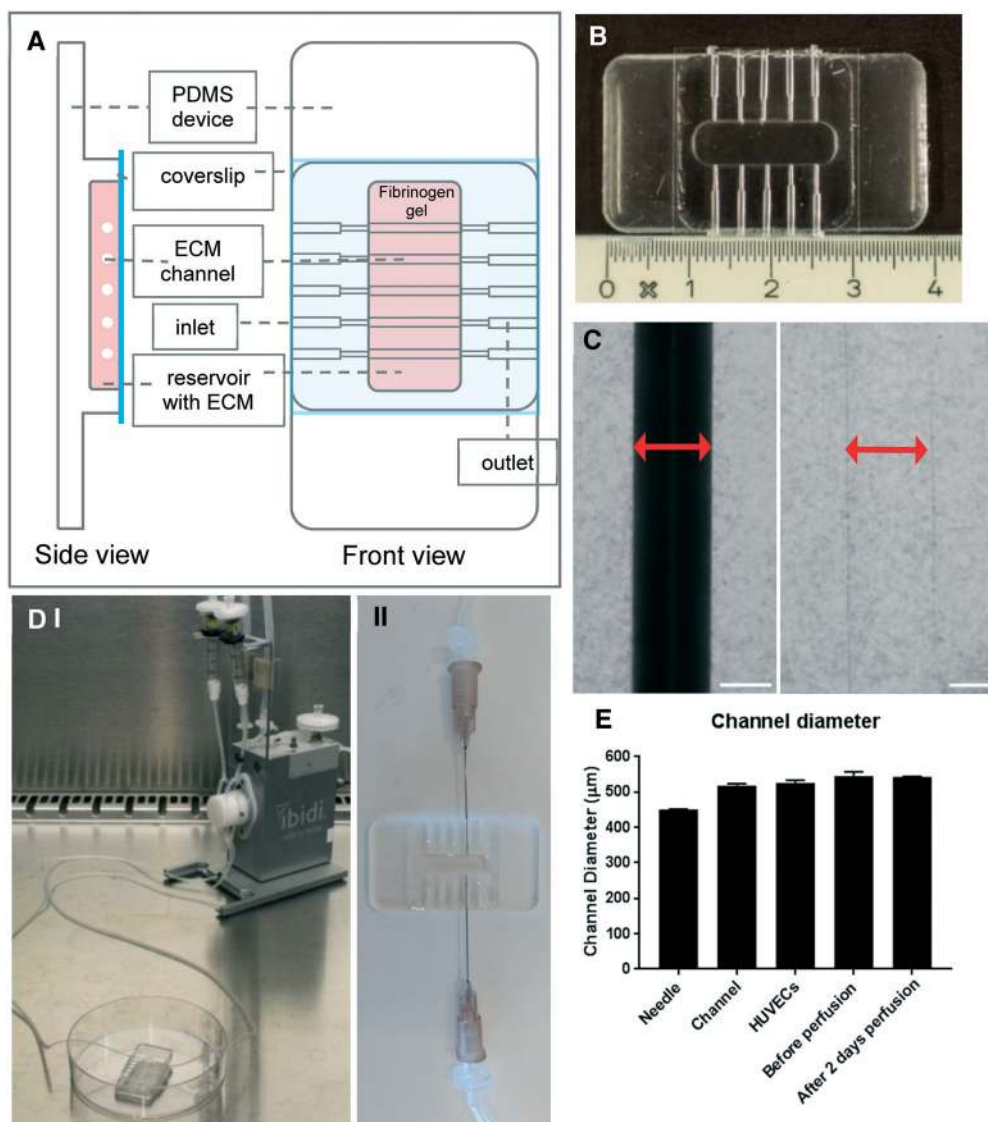 A
PDMS
device
coverslip
ECM
channel
inlet
reservoir
with ECM
Fibrinogen
gel
outlet
Side view
Front view
B
0 1 2 3 4
C
D I
ibidi
II
E
Channel diameter
Channel Diameter (µm)
600
500
400
300
200
100
0
Needle
Channel
HUVECs
Before perfusion
After 2 days perfusion